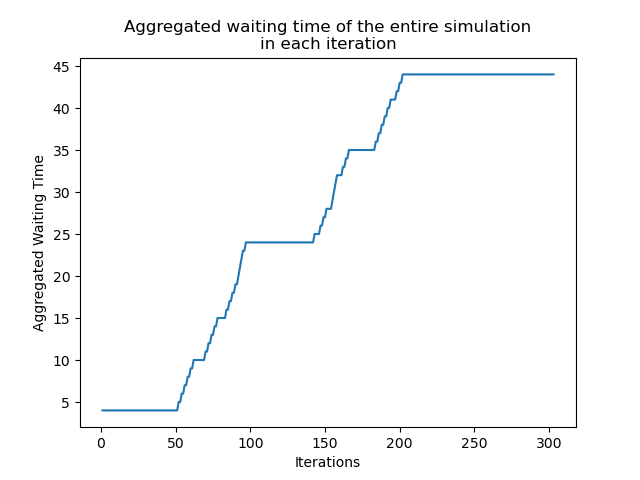 Aggregated waiting time of the entire simulation
in each iteration
45
40
35
30
25
20
15
10
5
Aggregated Waiting Time
0 50 100 150 200 250 300
Iterations